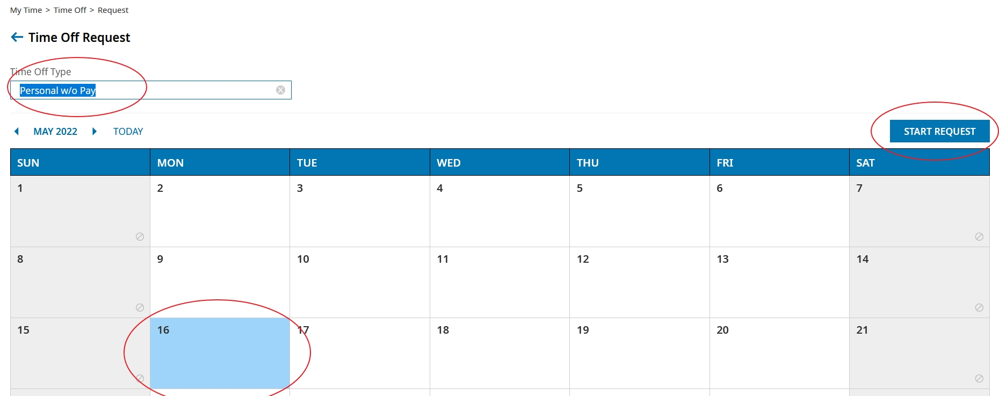 My Time > Time Off > Request
Time Off Request
Time Off Type
Personal w/o Pay
MAY 2022 TODAY START REQUEST
SUN MON TUE WED THU FRI SAT
1 2 3 4 5 6 7
8 9 10 11 12 13 14
15 16 17 18 19 20 21